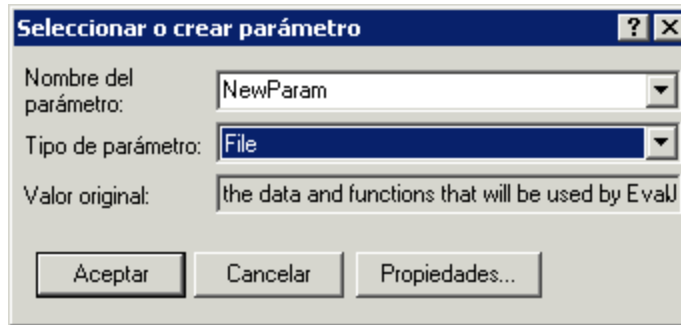 Seleccionar o crear parámetro
Nombre del
parámetro:
NewParam
Tipo de parámetro:
File
Valor original:
the data and functions that will be used by EvalJ
Aceptar
Cancelar
Propiedades...